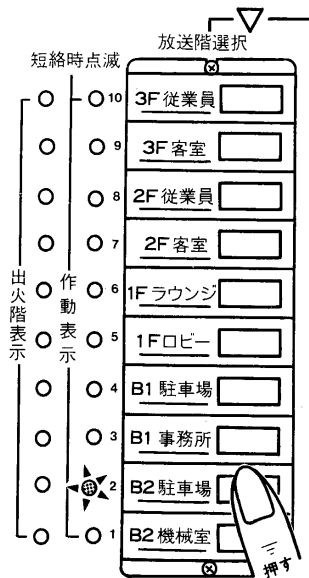 放送階選択
短絡時点滅
10 3F従業員
9 3F客室
8 2F従業員
7 2F客室
6 1Fラウンジ
5 1Fロビー
4 B1駐車場
3 B1事務所
2 B2駐車場
1 B2機械室
出火階表示
作動表示
押す